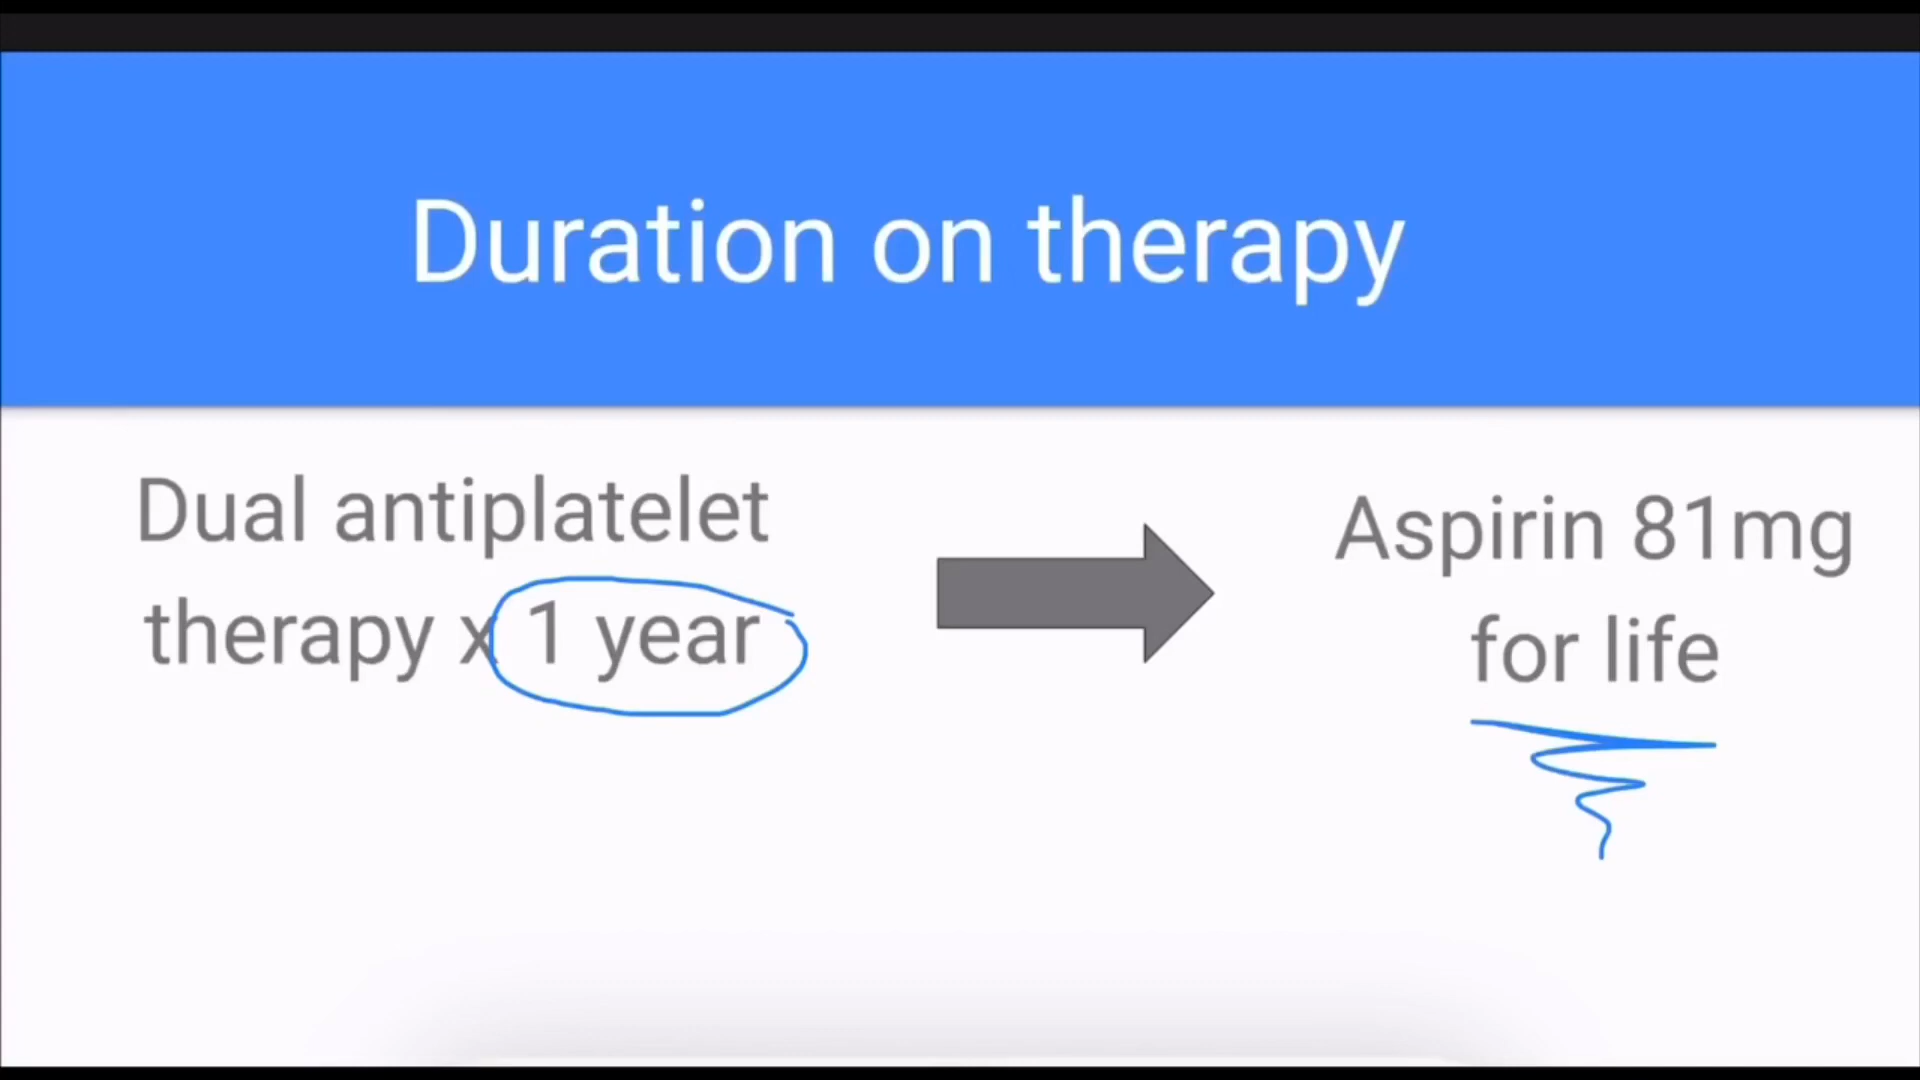 Duration on therapy
Dual antiplatelet
therapy x 1 year
Aspirin 81mg
for life